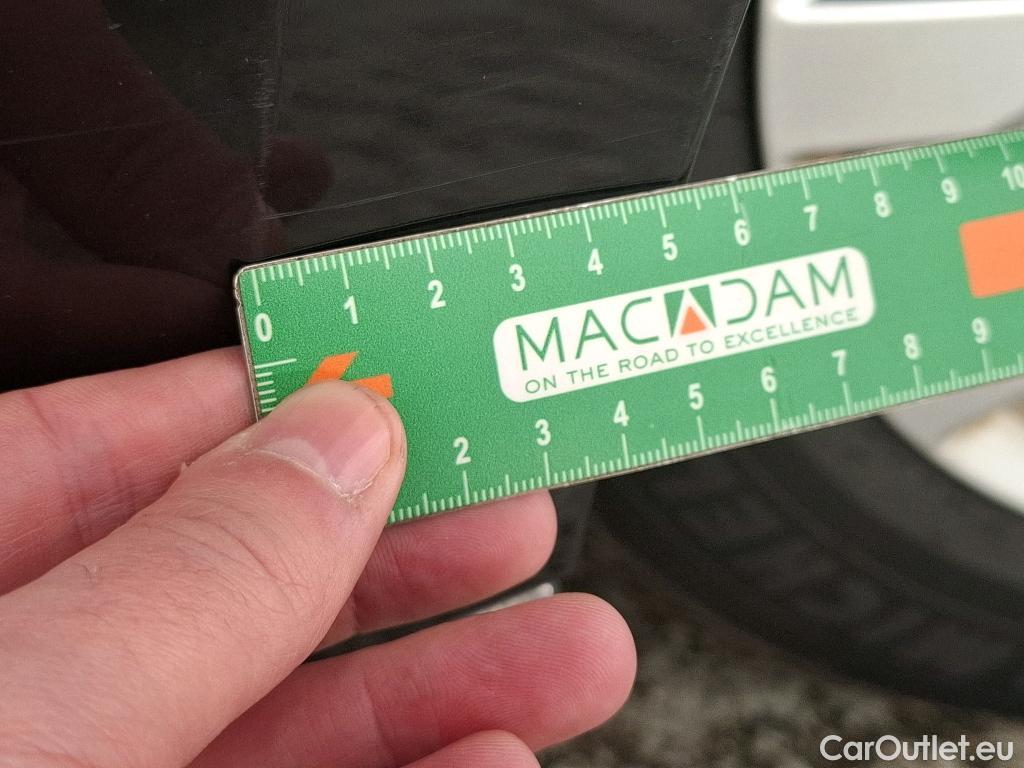 0 1 2 3 4 5 6 7 8 9 10
MACADAM
ON THE ROAD TO EXCELLENCE
2 3 4 5 6 7 8 9
CarOutlet.eu